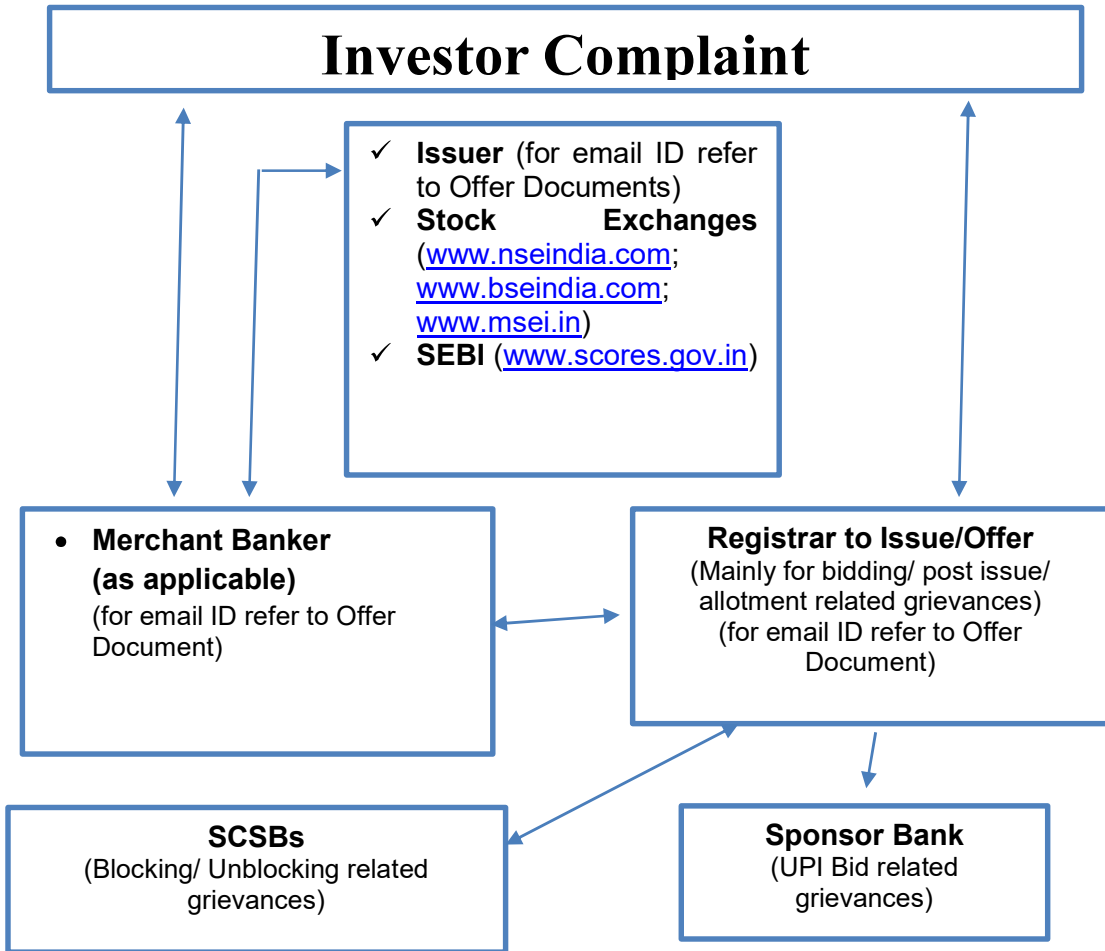 Investor Complaint
✓ Issuer (for email ID refer
to Offer Documents)
✓ Stock Exchanges
(www.nseindia.com;
www.bseindia.com;
www.msei.in)
✓ SEBI (www.scores.gov.in)
• Merchant Banker
(as applicable)
(for email ID refer to Offer
Document)
Registrar to Issue/Offer
(Mainly for bidding/ post issue/
allotment related grievances)
(for email ID refer to Offer
Document)
SCSBs
(Blocking/ Unblocking related
grievances)
Sponsor Bank
(UPI Bid related
grievances)